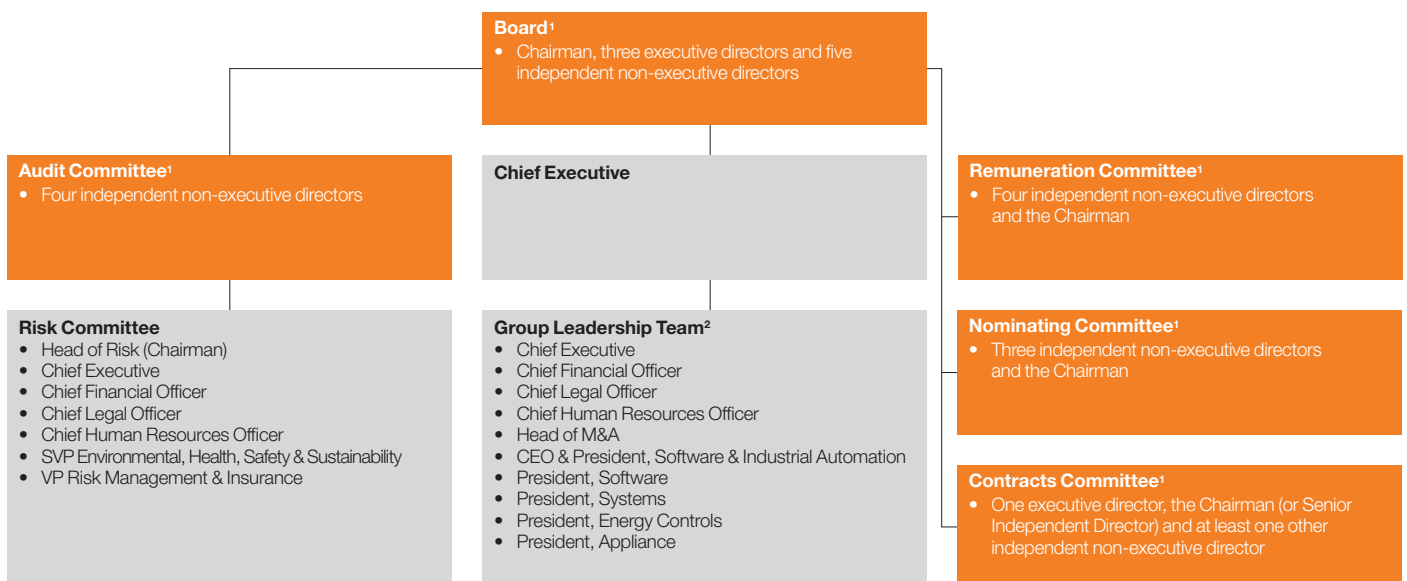 Board¹
• Chairman, three executive directors and five
independent non-executive directors
Audit Committee¹
• Four independent non-executive directors
Chief Executive
Remuneration Committee¹
• Four independent non-executive directors
and the Chairman
Risk Committee
• Head of Risk (Chairman)
• Chief Executive
• Chief Financial Officer
• Chief Legal Officer
• Chief Human Resources Officer
• SVP Environmental, Health, Safety & Sustainability
• VP Risk Management & Insurance
Group Leadership Team²
• Chief Executive
• Chief Financial Officer
• Chief Legal Officer
• Chief Human Resources Officer
• Head of M&A
• CEO & President, Software & Industrial Automation
• President, Software
• President, Systems
• President, Energy Controls
• President, Appliance
Nominating Committee¹
• Three independent non-executive directors
and the Chairman
Contracts Committee¹
• One executive director, the Chairman (or Senior
Independent Director) and at least one other
independent non-executive director